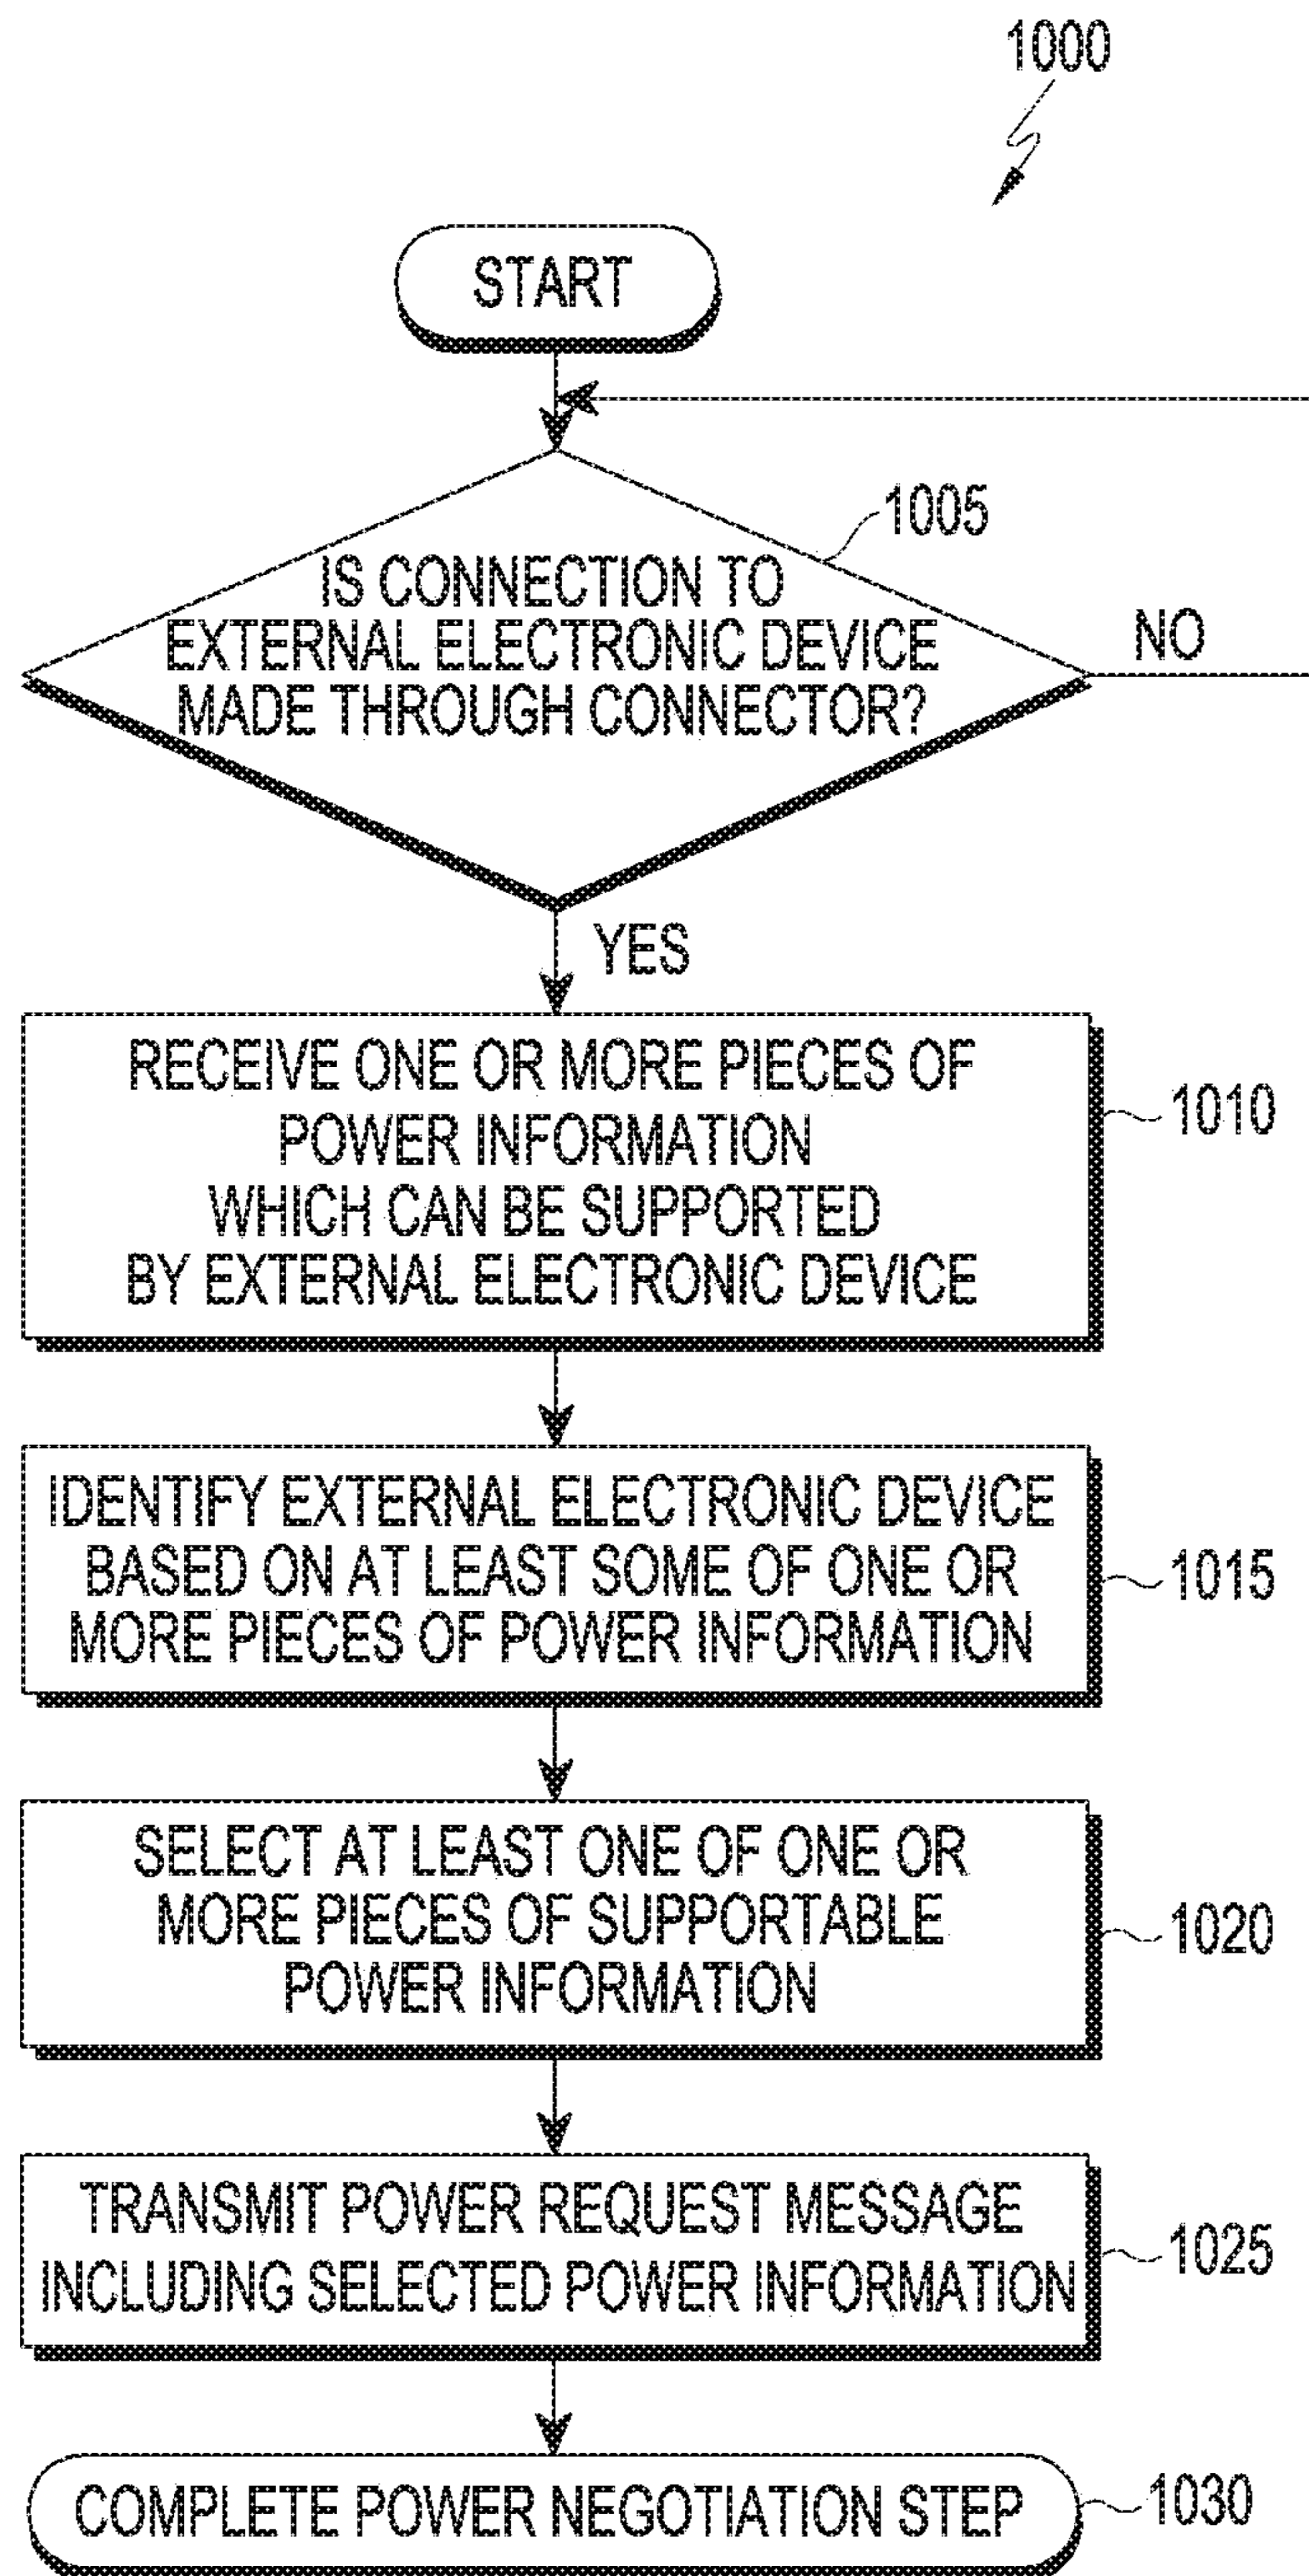 1000
START
1005
IS CONNECTION TO
EXTERNAL ELECTRONIC DEVICE
MADE THROUGH CONNECTOR?
NO
YES
RECEIVE ONE OR MORE PIECES OF
POWER INFORMATION
WHICH CAN BE SUPPORTED
BY EXTERNAL ELECTRONIC DEVICE
1010
IDENTIFY EXTERNAL ELECTRONIC DEVICE
BASED ON AT LEAST SOME OF ONE OR
MORE PIECES OF POWER INFORMATION
1015
SELECT AT LEAST ONE OF ONE OR
MORE PIECES OF SUPPORTABLE
POWER INFORMATION
1020
TRANSMIT POWER REQUEST MESSAGE
INCLUDING SELECTED POWER INFORMATION
1025
COMPLETE POWER NEGOTIATION STEP
1030